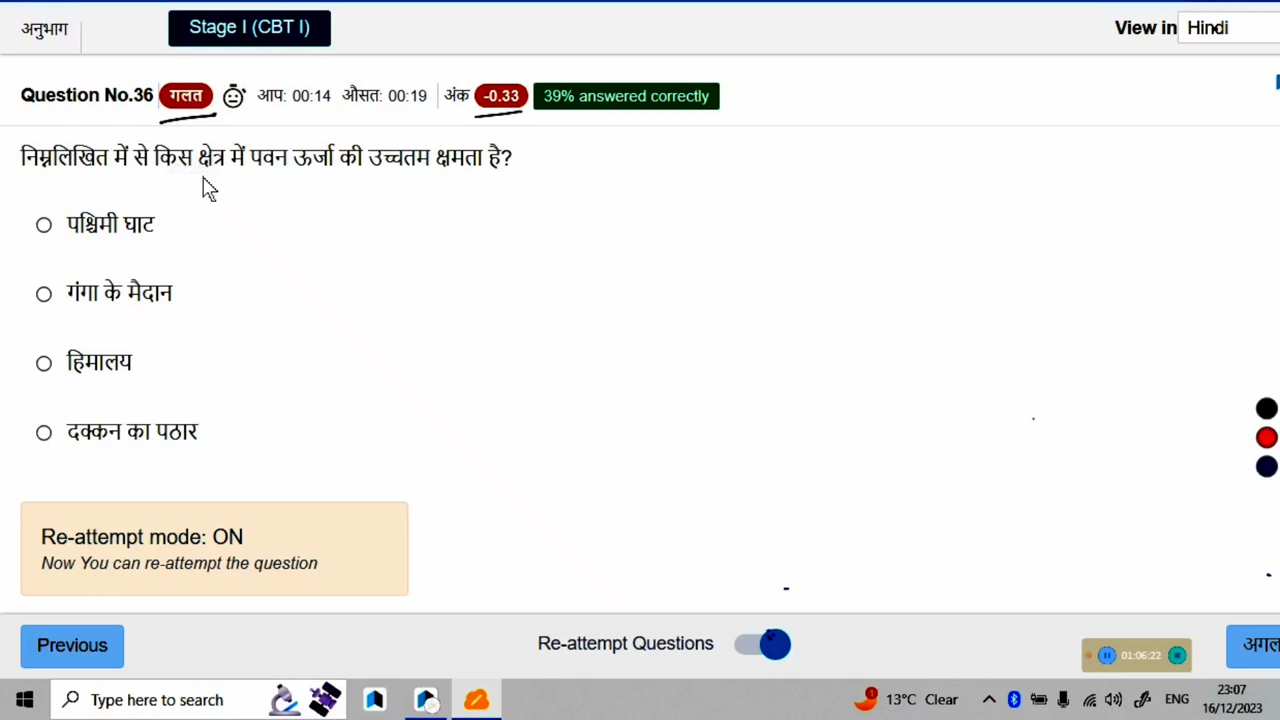 अनुभाग Stage I (CBT I) View in Hindi
Question No.36 गलत आप: 00:14 औसत: 00:19 अंक -0.33 39% answered correctly
निम्नलिखित में से किस क्षेत्र में पवन ऊर्जा की उच्चतम क्षमता है?
पश्चिमी घाट
गंगा के मैदान
हिमालय
दक्कन का पठार
Re-attempt mode: ON
Now You can re-attempt the question
Previous Re-attempt Questions 01:06:22
Type here to search 1 13°C Clear ENG 23:07
16/12/2023